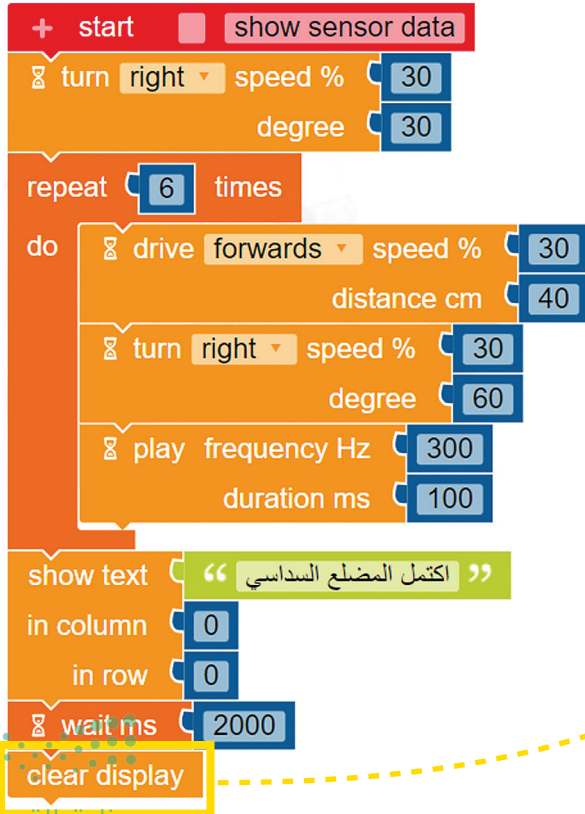 + start show sensor data
turn right speed % 30
degree 30
repeat 6 times
do drive forwards speed % 30
distance cm 40
turn right speed % 30
degree 60
play frequency Hz 300
duration ms 100
show text “ اكتمل المضلع السداسي ”
in column 0
in row 0
wait ms 2000
clear display